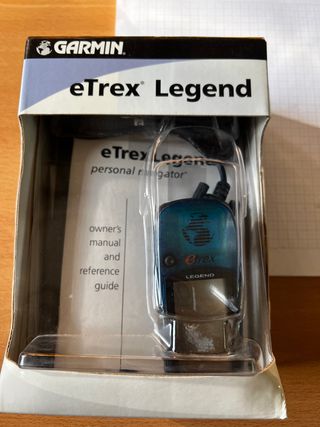 GARMIN
eTrex® Legend
eTrex Legend
personal navigator®
owner's
manual
and
reference
guide
eTrex
LEGEND